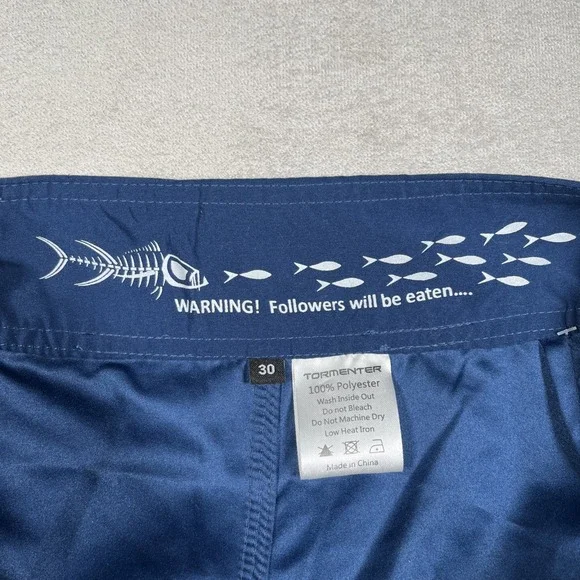 WARNING! Followers will be eaten....
30
TORMENTER
100% Polyester
Wash Inside Out
Do not Bleach
Do Not Machine Dry
Low Heat Iron
Made in China